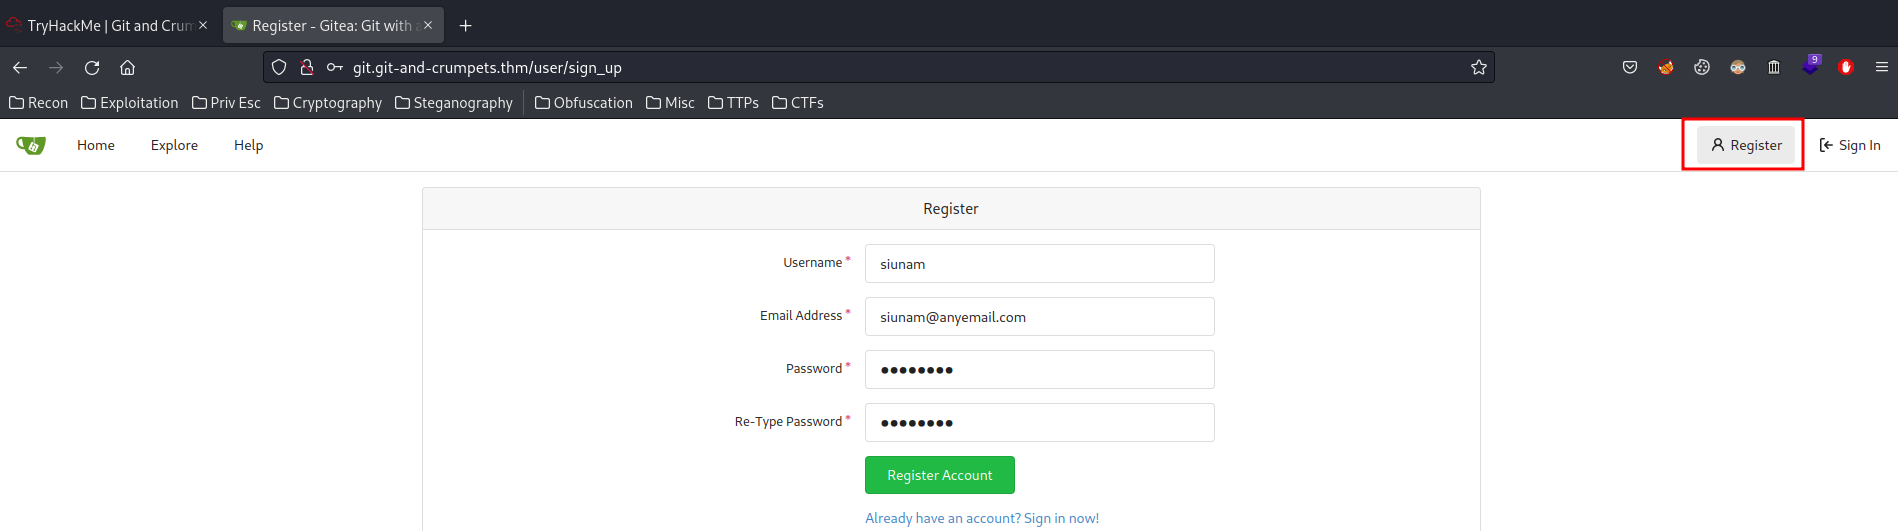 TryHackMe | Git and Crum
Register - Gitea: Git with a
git.git-and-crumpets.thm/user/sign_up
9
Recon Exploitation Priv Esc Cryptography Steganography Obfuscation Misc TTPs CTFs
Home Explore Help Register Sign In
Register
Username * siunam
Email Address * siunam@anyemail.com
Password * ●●●●●●●●
Re-Type Password * ●●●●●●●●
Register Account
Already have an account? Sign in now!